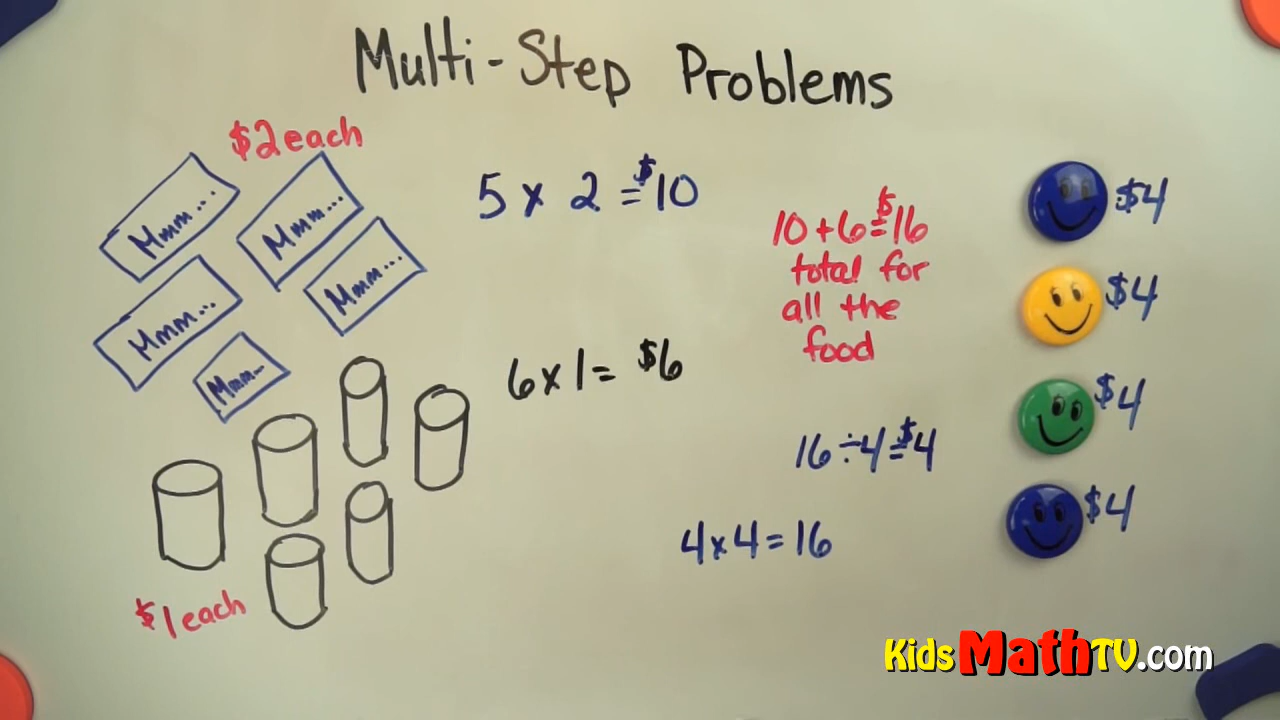 Multi-Step Problems
$2 each
Mmm...
Mmm...
Mmm...
Mmm...
Mmm...
$1 each
5 x 2 = $10
6 x 1 = $6
10 + 6 = $16
total for
all the
food
16 ÷ 4 = $4
4 x 4 = 16
$4
$4
$4
$4
KidsMathTV.com